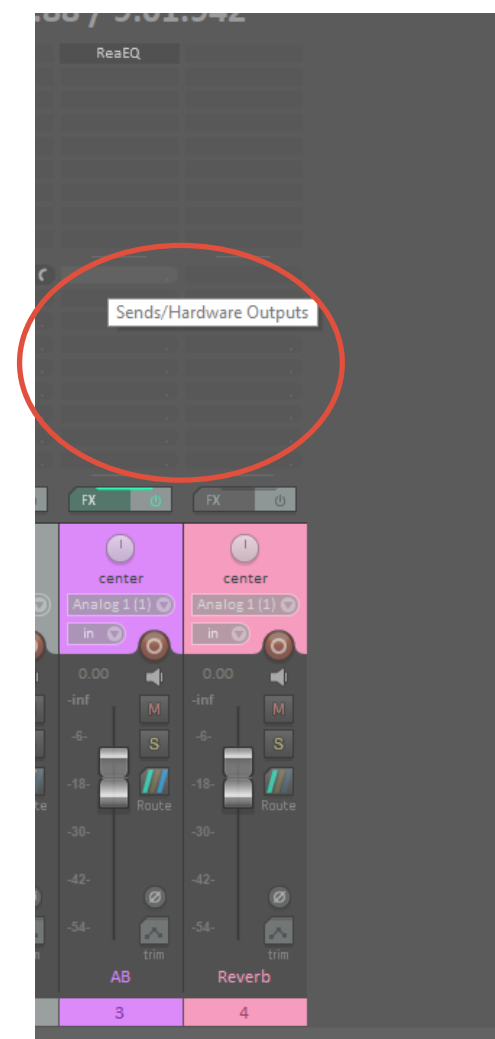 ReaEQ
Sends/Hardware Outputs
FX FX
center center
Analog 1 (1) Analog 1 (1)
in in
0.00 0.00
-inf -inf
M M
-6- -6-
S S
-18- -18-
Route Route
-30- -30-
-42- -42-
-54- -54-
trim trim
AB Reverb
3 4